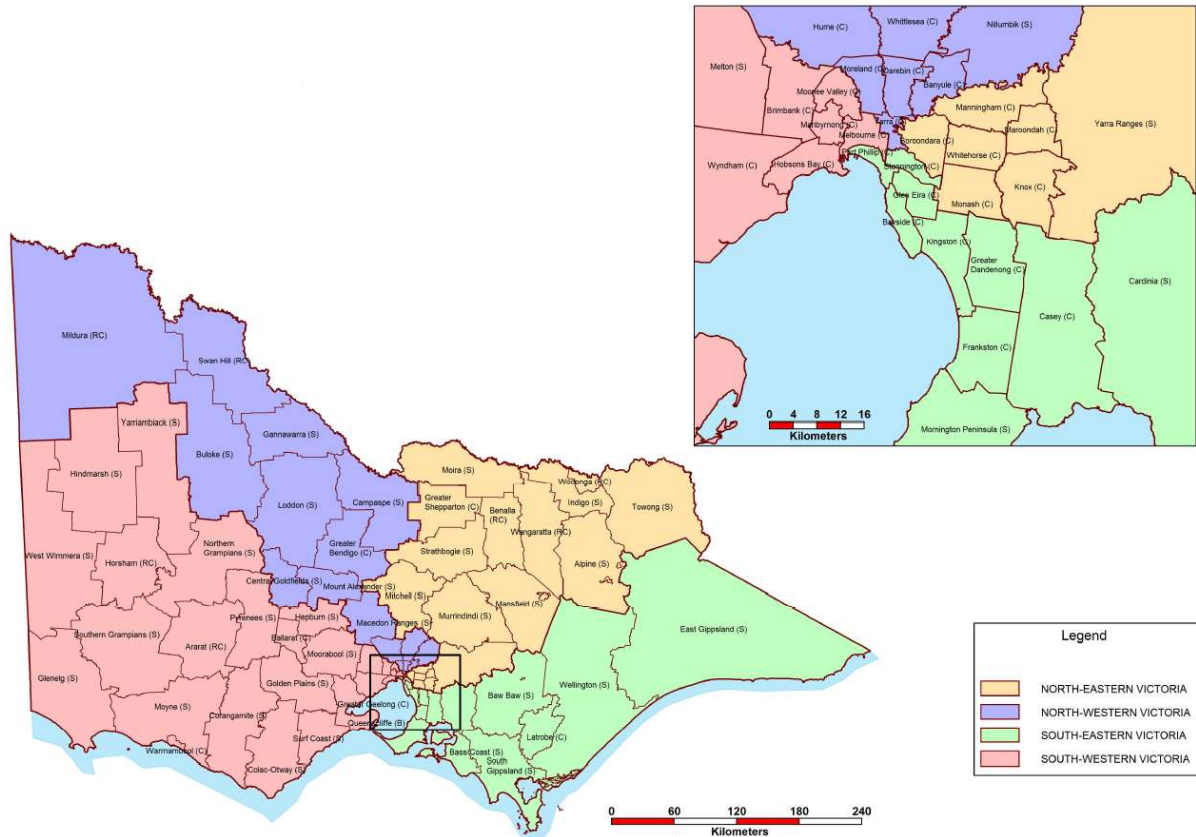 Hume (C)
Whittlesea (C)
Nillumbik (S)
Melton (S)
Moreland (C)
Darebin (C)
Banyule (C)
Moonee Valley (C)
Manningham (C)
Brimbank (C)
Maribyrnong (C)
Yarra (C)
Maroondah (C)
Yarra Ranges (S)
Melbourne (C)
Boroondara (C)
Whitehorse (C)
Port Phillip (C)
Stonnington (C)
Wyndham (C)
Hobsons Bay (C)
Knox (C)
Glen Eira (C)
Monash (C)
Bayside (C)
Kingston (C)
Greater
Dandenong (C)
Cardinia (S)
Casey (C)
Frankston (C)
Mornington Peninsula (S)
0 4 8 12 16
Kilometers
Mildura (RC)
Swan Hill (RC)
Yarriambiack (S)
Gannawarra (S)
Buloke (S)
Hindmarsh (S)
Moira (S)
Wodonga (RC)
Loddon (S)
Campaspe (S)
Greater
Shepparton (C)
Benalla
(RC)
Indigo (S)
Towong (S)
Wangaratta (RC)
Northern
Grampians (S)
Greater
Bendigo (C)
West Wimmera (S)
Horsham (RC)
Strathbogie (S)
Alpine (S)
Central Goldfields (S)
Mount Alexander (S)
Mitchell (S)
Mansfield (S)
Pyrenees (S)
Hepburn (S)
Macedon Ranges (S)
Murrindindi (S)
Southern Grampians (S)
Ararat (RC)
Ballarat (C)
Moorabool (S)
East Gippsland (S)
Glenelg (S)
Golden Plains (S)
Wellington (S)
Baw Baw (S)
Moyne (S)
Corangamite (S)
Greater Geelong (C)
Queenscliffe (B)
Surf Coast (S)
Latrobe (C)
Warrnambool (C)
Colac-Otway (S)
Bass Coast (S)
South
Gippsland (S)
0 60 120 180 240
Kilometers
Legend
NORTH-EASTERN VICTORIA
NORTH-WESTERN VICTORIA
SOUTH-EASTERN VICTORIA
SOUTH-WESTERN VICTORIA